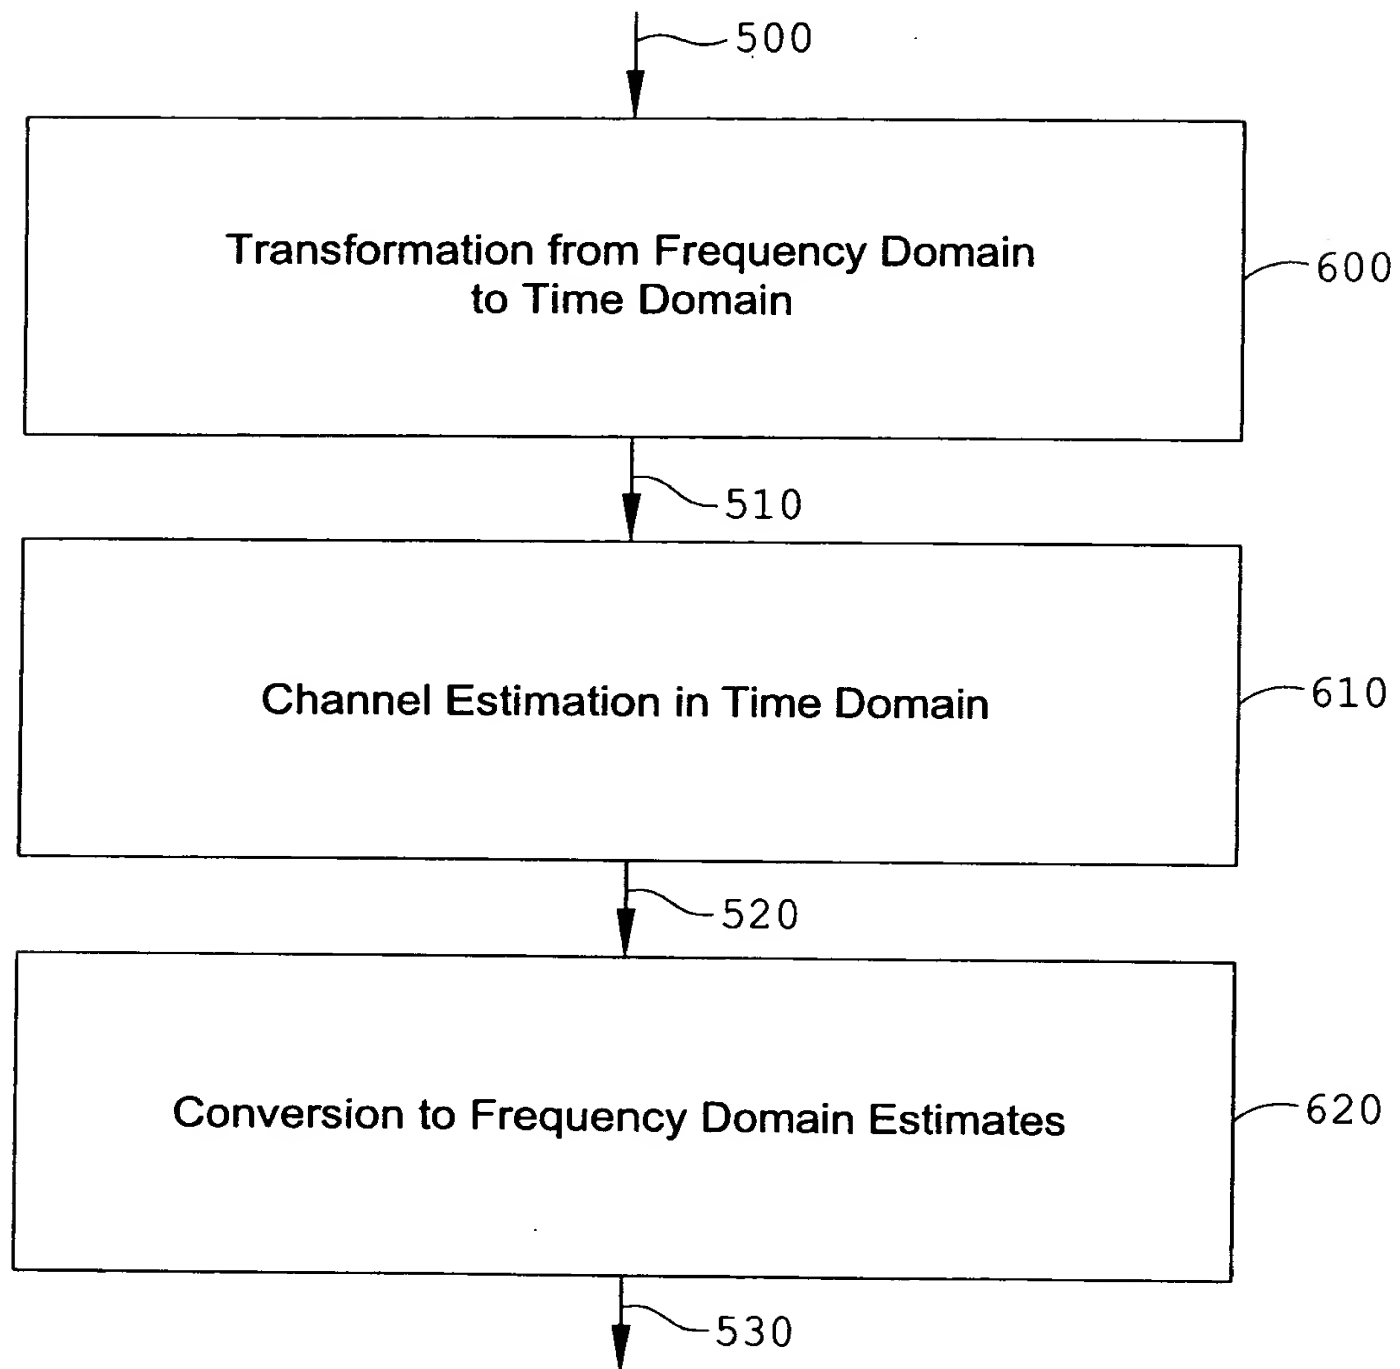 500
Transformation from Frequency Domain
to Time Domain
600
510
Channel Estimation in Time Domain
610
520
Conversion to Frequency Domain Estimates
620
530